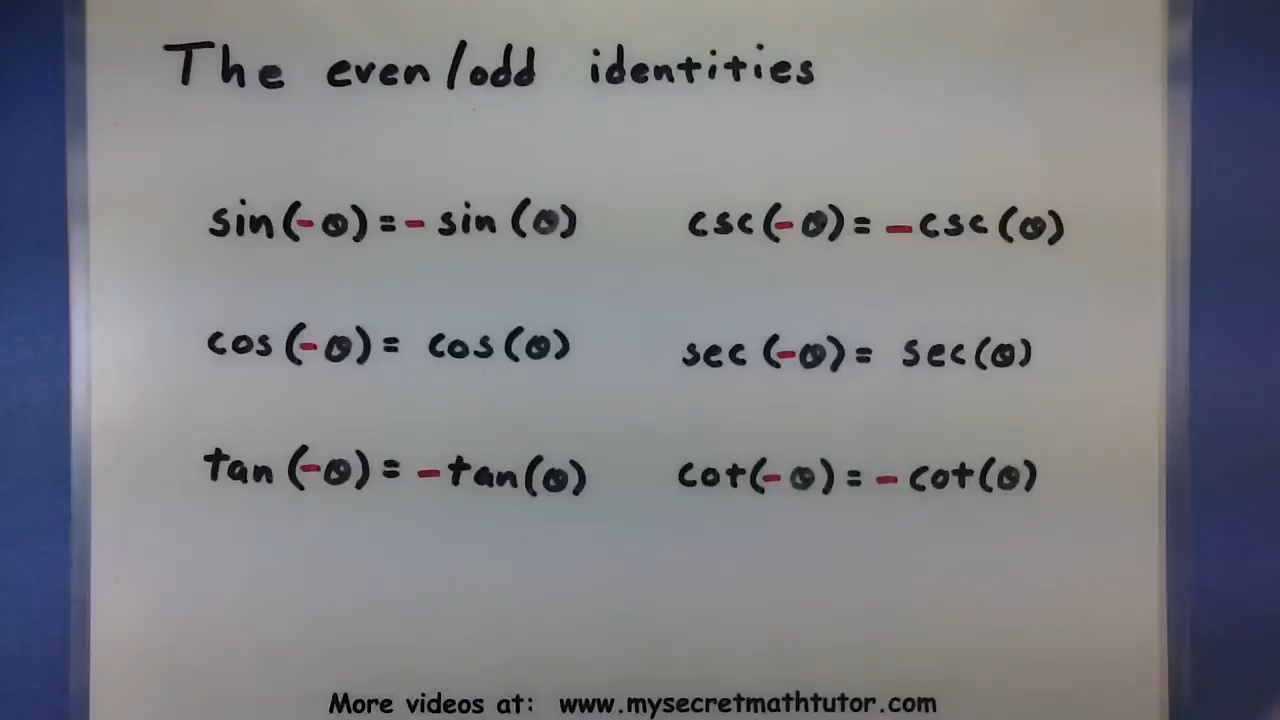 The even/odd identities
sin(-θ)=-sin(θ) csc(-θ)=-csc(θ)
cos(-θ)=cos(θ) sec(-θ)=sec(θ)
tan(-θ)=-tan(θ) cot(-θ)=-cot(θ)
More videos at: www.mysecretmathtutor.com